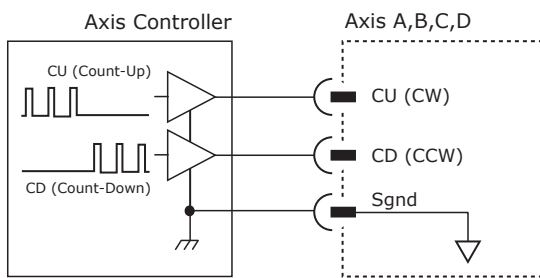 Axis Controller
Axis A,B,C,D
CU (Count-Up)
CU (CW)
CD (CCW)
CD (Count-Down)
Sgnd